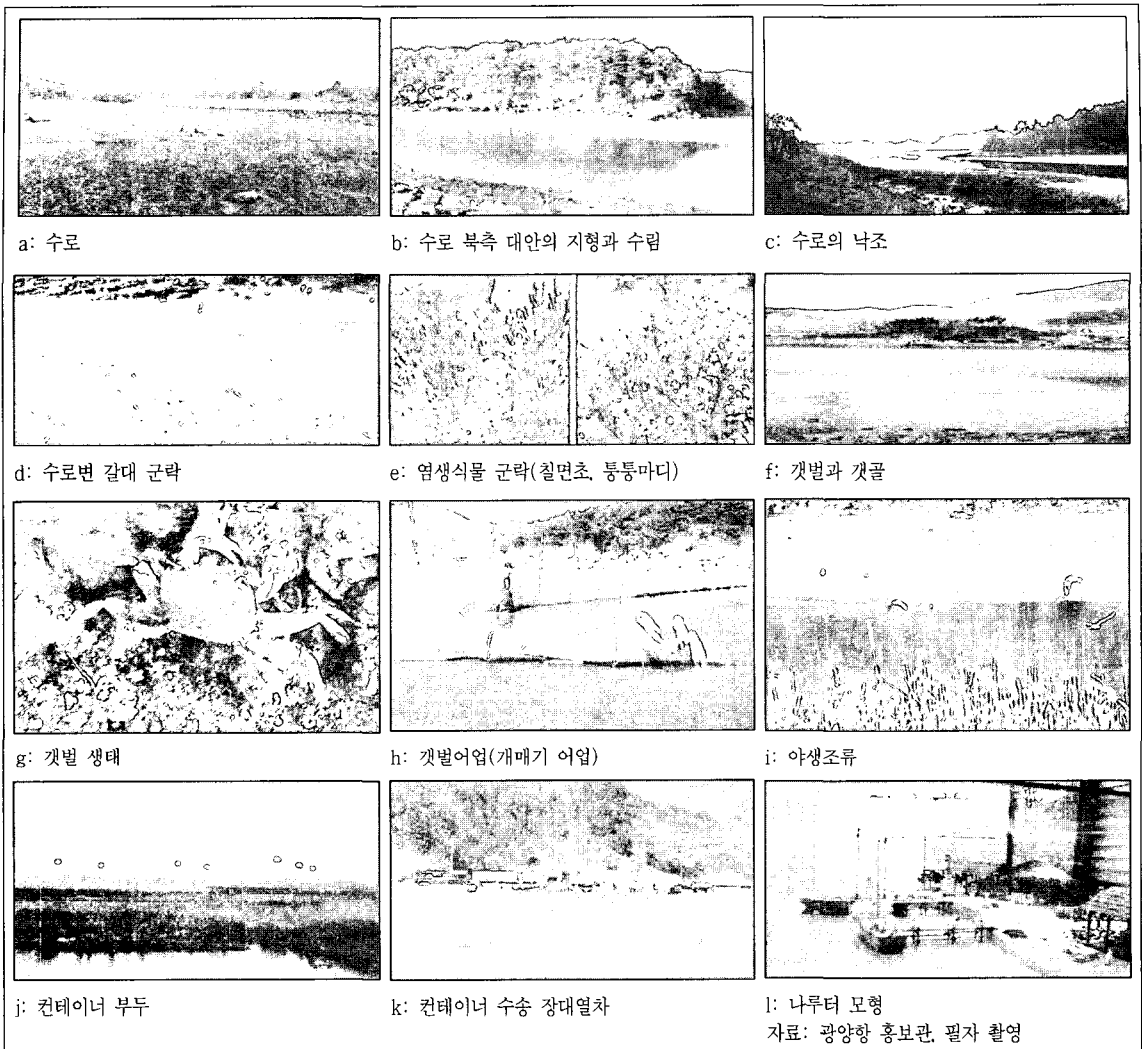 a: 수로
b: 수로 북측 대안의 지형과 수림
c: 수로의 낙조
d: 수로변 갈대 군락
e: 염생식물 군락(칠면초, 퉁퉁마디)
f: 갯벌과 갯골
g: 갯벌 생태
h: 갯벌어업(개매기 어업)
i: 야생조류
j: 컨테이너 부두
k: 컨테이너 수송 장대열차
l: 나루터 모형
자료: 광양항 홍보관, 필자 촬영